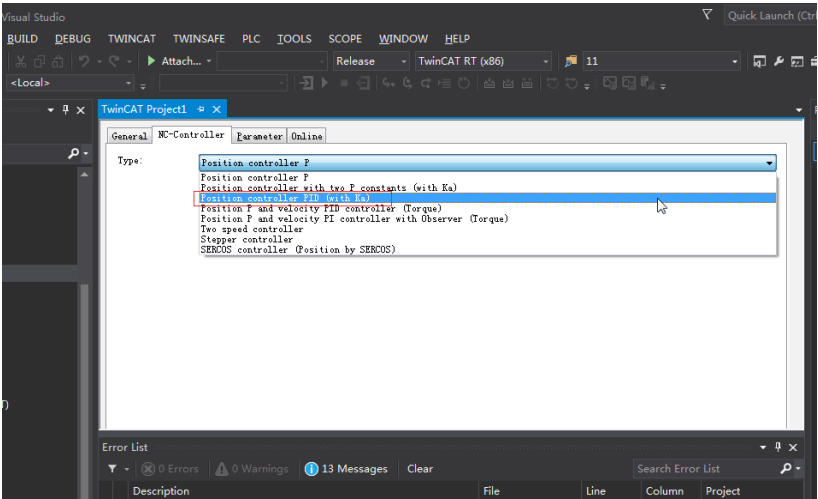 Visual Studio
Quick Launch (Ctrl
BUILD DEBUG TWINCAT TWINSAFE PLC TOOLS SCOPE WINDOW HELP
Attach... Release TwinCAT RT (x86) 11
<Local>
TwinCAT Project1
General NC-Controller Parameter Online
Type: Position controller P
Position controller P
Position controller with two P constants (with Ka)
Position controller PID (with Ka)
Position P and velocity PID controller (Torque)
Position P and velocity PI controller with Observer (Torque)
Two speed controller
Stepper controller
SERCOS controller (Position by SERCOS)
Error List
0 Errors 0 Warnings 13 Messages Clear Search Error List
Description File Line Column Project